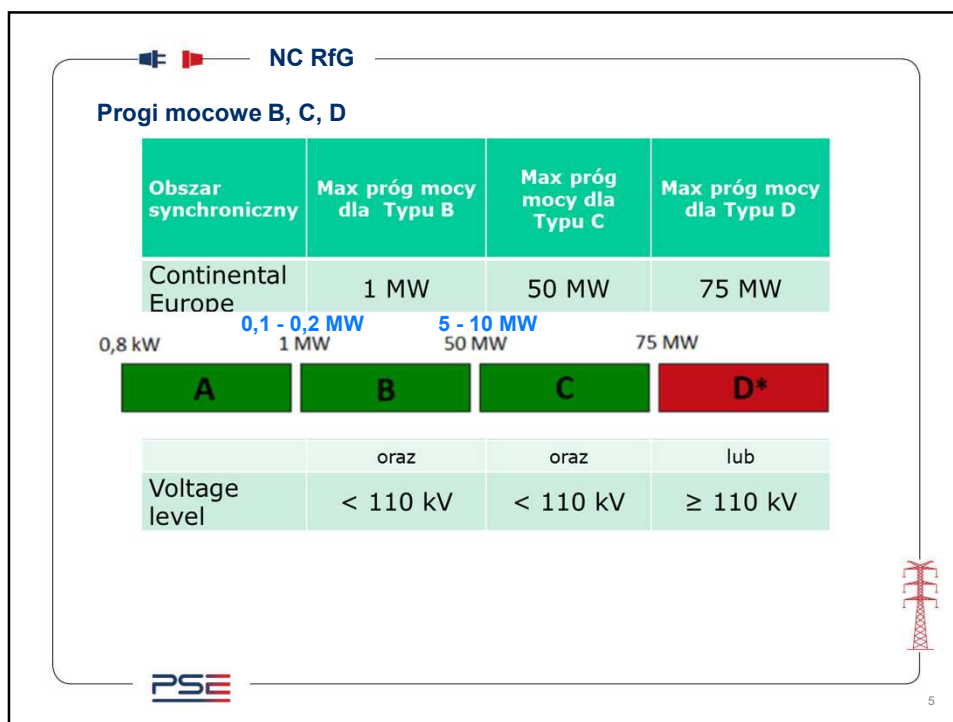 NC RfG
Progi mocowe B, C, D
Obszar synchroniczny
Max próg mocy dla Typu B
Max próg mocy dla Typu C
Max próg mocy dla Typu D
Continental Europe
1 MW
50 MW
75 MW
0,1 - 0,2 MW
5 - 10 MW
0,8 kW
1 MW
50 MW
75 MW
A
B
C
D*
oraz
oraz
lub
Voltage level
< 110 kV
< 110 kV
≥ 110 kV
PSE
5